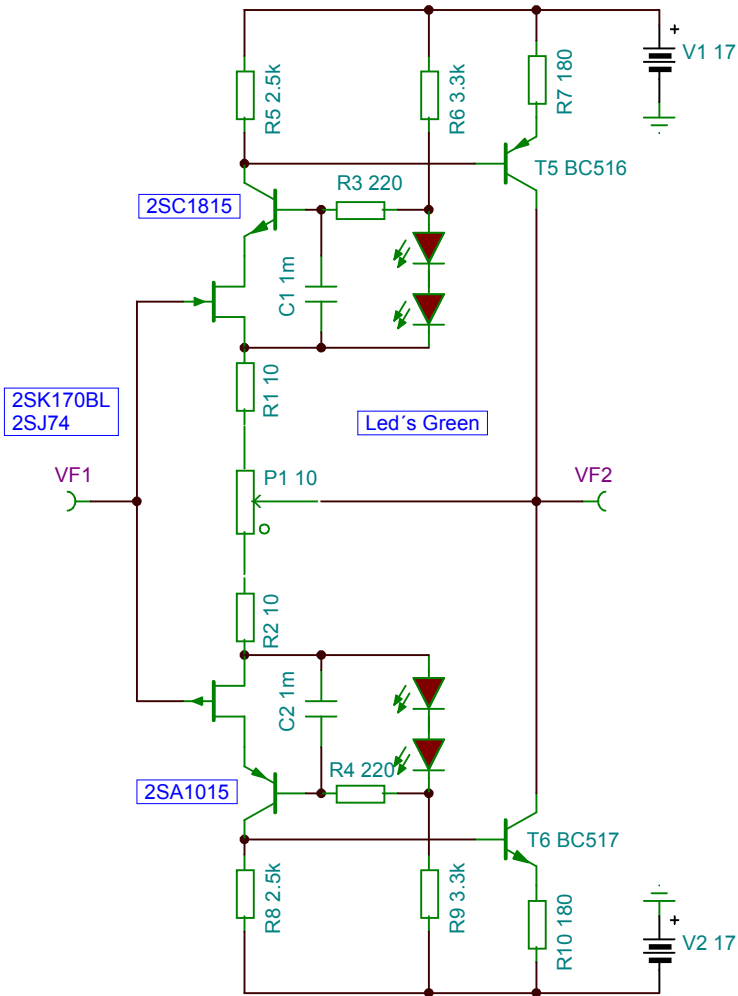 +
V1 17
R5 2.5k
R6 3.3k
R7 180
T5 BC516
R3 220
2SC1815
C1 1m
R1 10
2SK170BL
2SJ74
Led´s Green
VF1
P1 10
VF2
R2 10
C2 1m
R4 220
2SA1015
T6 BC517
R8 2.5k
R9 3.3k
R10 180
+
V2 17